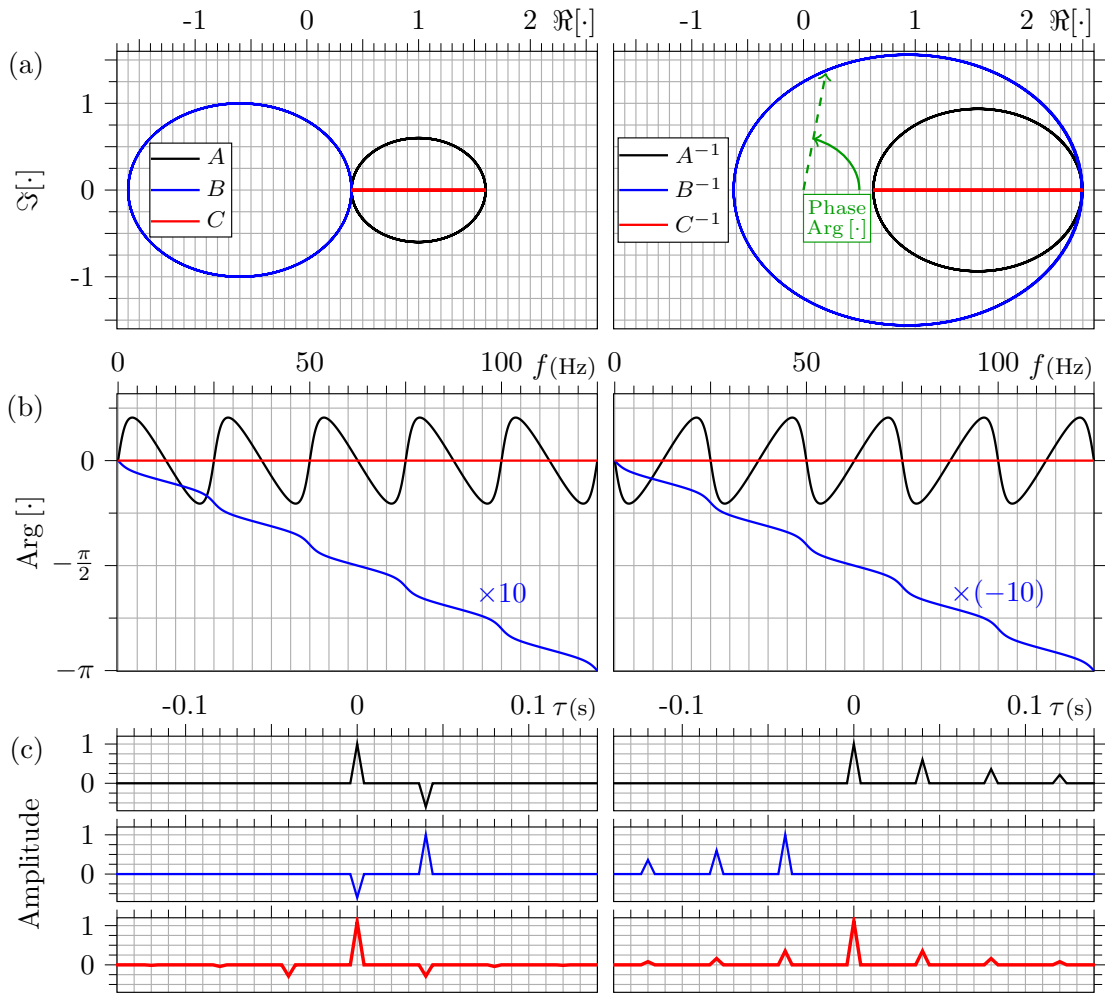 -1 0 1 2 ℜ[·] -1 0 1 2 ℜ[·]
(a)
1
0
-1
ℑ[·]
A
B
C
A⁻¹
B⁻¹
C⁻¹
Phase
Arg [·]
0 50 100 f(Hz) 0 50 100 f(Hz)
(b)
0
−π/2
−π
Arg [·]
×10
×(−10)
-0.1 0 0.1 τ(s) -0.1 0 0.1 τ(s)
(c)
1
0
1
0
1
0
Amplitude